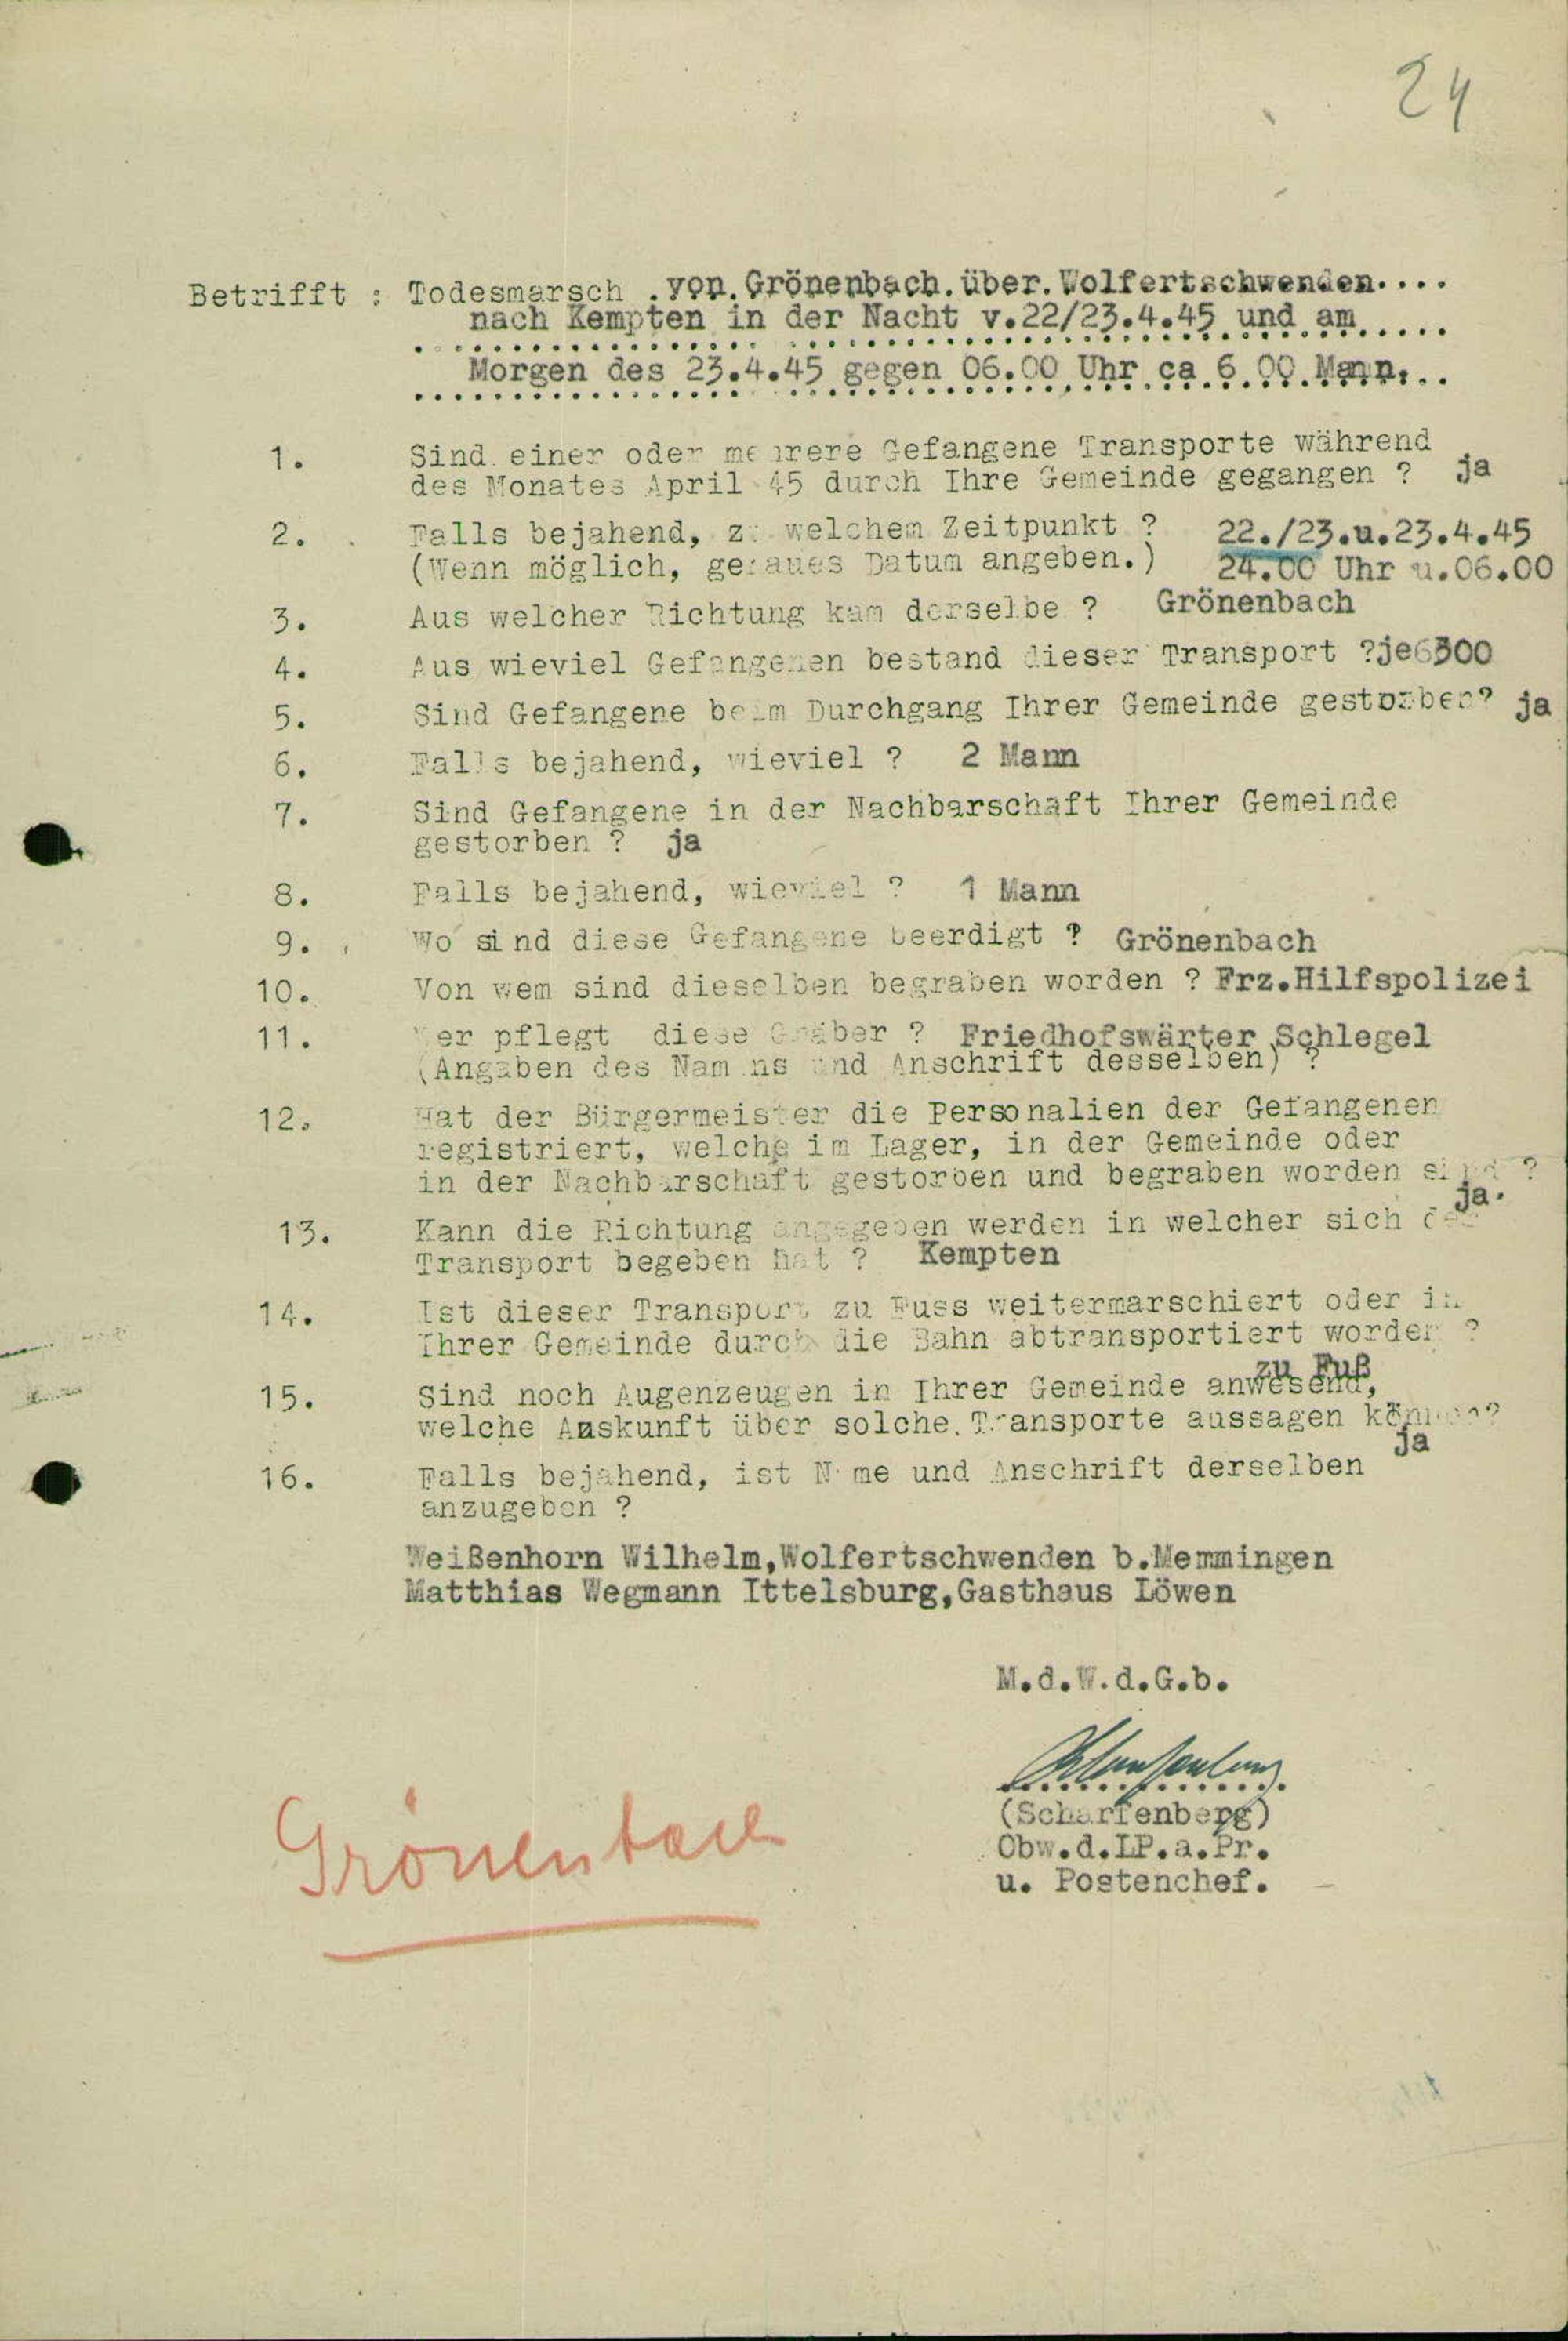 24
Betrifft : Todesmarsch .von.Grönenbach.über.Wolfertschwenden....
nach Kempten in der Nacht v.22/23.4.45 und am.....
Morgen des 23.4.45 gegen 06.00 Uhr ca 6 00 Mann...
1. Sind einer oder mehrere Gefangene Transporte während
des Monates April 45 durch Ihre Gemeinde gegangen ? ja
2. Falls bejahend, zu welchem Zeitpunkt ? 22./23.u.23.4.45
(Wenn möglich, genaues Datum angeben.) 24.00 Uhr u.06.00
3. Aus welcher Richtung kam derselbe ? Grönenbach
4. Aus wieviel Gefangenen bestand dieser Transport ?je 300
5. Sind Gefangene beim Durchgang Ihrer Gemeinde gestorben? ja
6. Falls bejahend, wieviel ? 2 Mann
7. Sind Gefangene in der Nachbarschaft Ihrer Gemeinde
gestorben ? ja
8. Falls bejahend, wieviel ? 1 Mann
9. Wo sind diese Gefangene beerdigt ? Grönenbach
10. Von wem sind dieselben begraben worden ? Frz.Hilfspolizei
11. Wer pflegt diese Gräber ? Friedhofswärter Schlegel
(Angaben des Namens und Anschrift desselben) ?
12. Hat der Bürgermeister die Personalien der Gefangenen
registriert, welche im Lager, in der Gemeinde oder
in der Nachbarschaft gestorben und begraben worden sind ?
ja.
13. Kann die Richtung angegeben werden in welcher sich der
Transport begeben hat ? Kempten
14. Ist dieser Transport zu Fuss weitermarschiert oder in
Ihrer Gemeinde durch die Bahn abtransportiert worden ?
zu Fuß
15. Sind noch Augenzeugen in Ihrer Gemeinde anwesend,
welche Auskunft über solche Transporte aussagen können?
ja
16. Falls bejahend, ist Name und Anschrift derselben
anzugeben ?
Weißenhorn Wilhelm,Wolfertschwenden b.Memmingen
Matthias Wegmann Ittelsburg,Gasthaus Löwen
M.d.W.d.G.b.
(Scharfenberg)
Obw.d.LP.a.Pr.
u. Postenchef.
Grönenbach